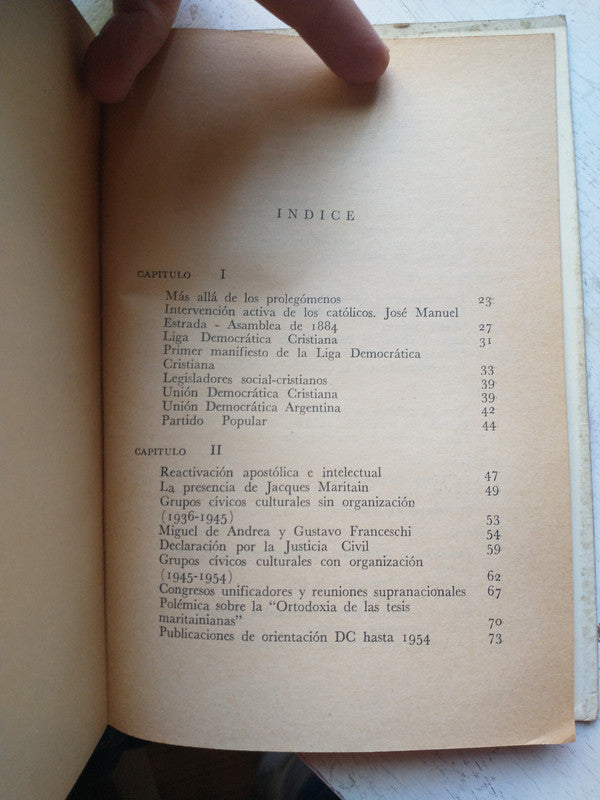 INDICE
CAPITULO I
Más allá de los prolegómenos 23
Intervención activa de los católicos. José Manuel
Estrada - Asamblea de 1884 27
Liga Democrática Cristiana 31
Primer manifiesto de la Liga Democrática
Cristiana 33
Legisladores social-cristianos 39
Unión Democrática Cristiana 39
Unión Democrática Argentina 42
Partido Popular 44
CAPITULO II
Reactivación apostólica e intelectual 47
La presencia de Jacques Maritain 49
Grupos cívicos culturales sin organización
(1936-1945) 53
Miguel de Andrea y Gustavo Franceschi 54
Declaración por la Justicia Civil 59
Grupos cívicos culturales con organización
(1945-1954) 62
Congresos unificadores y reuniones supranacionales 67
Polémica sobre la "Ortodoxia de las tesis
maritainianas" 70
Publicaciones de orientación DC hasta 1954 73